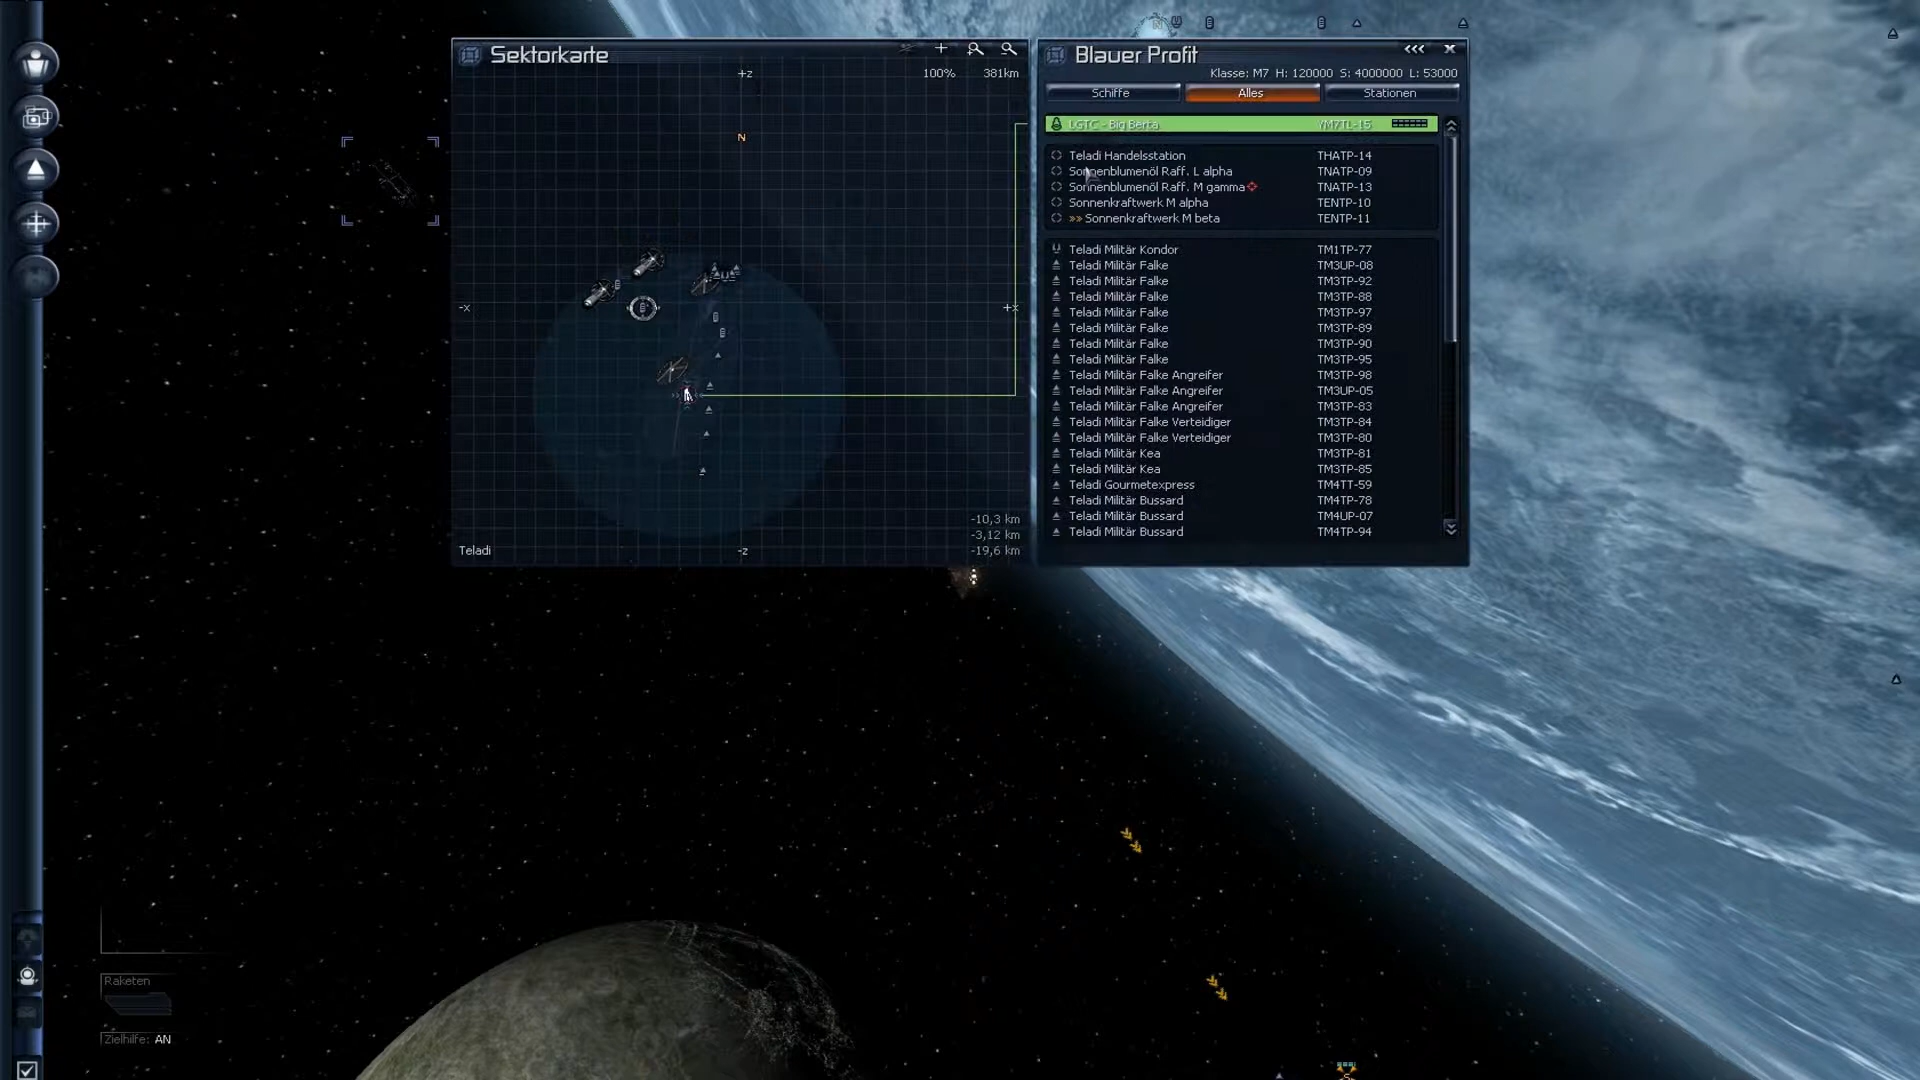 Sektorkarte
100% 381km
+z
N
-x
+x
-10,3 km
-3,12 km
-19,6 km
Teladi
-z
Blauer Profit
<<<
Klasse: M7 H: 120000 S: 4000000 L: 53000
Schiffe Alles Stationen
LGTC - Big Berta YM7TL-15
Teladi Handelsstation THATP-14
Sonnenblumenöl Raff. L alpha TNATP-09
Sonnenblumenöl Raff. M gamma TNATP-13
Sonnenkraftwerk M alpha TENTP-10
»Sonnenkraftwerk M beta TENTP-11
Teladi Militär Kondor TM1TP-77
Teladi Militär Falke TM3UP-08
Teladi Militär Falke TM3TP-92
Teladi Militär Falke TM3TP-88
Teladi Militär Falke TM3TP-97
Teladi Militär Falke TM3TP-89
Teladi Militär Falke TM3TP-90
Teladi Militär Falke TM3TP-95
Teladi Militär Falke Angreifer TM3TP-98
Teladi Militär Falke Angreifer TM3UP-05
Teladi Militär Falke Angreifer TM3TP-83
Teladi Militär Falke Verteidiger TM3TP-84
Teladi Militär Falke Verteidiger TM3TP-80
Teladi Militär Kea TM3TP-81
Teladi Militär Kea TM3TP-85
Teladi Gourmetexpress TM4TT-59
Teladi Militär Bussard TM4TP-78
Teladi Militär Bussard TM4UP-07
Teladi Militär Bussard TM4TP-94
Raketen
Zielhilfe: AN